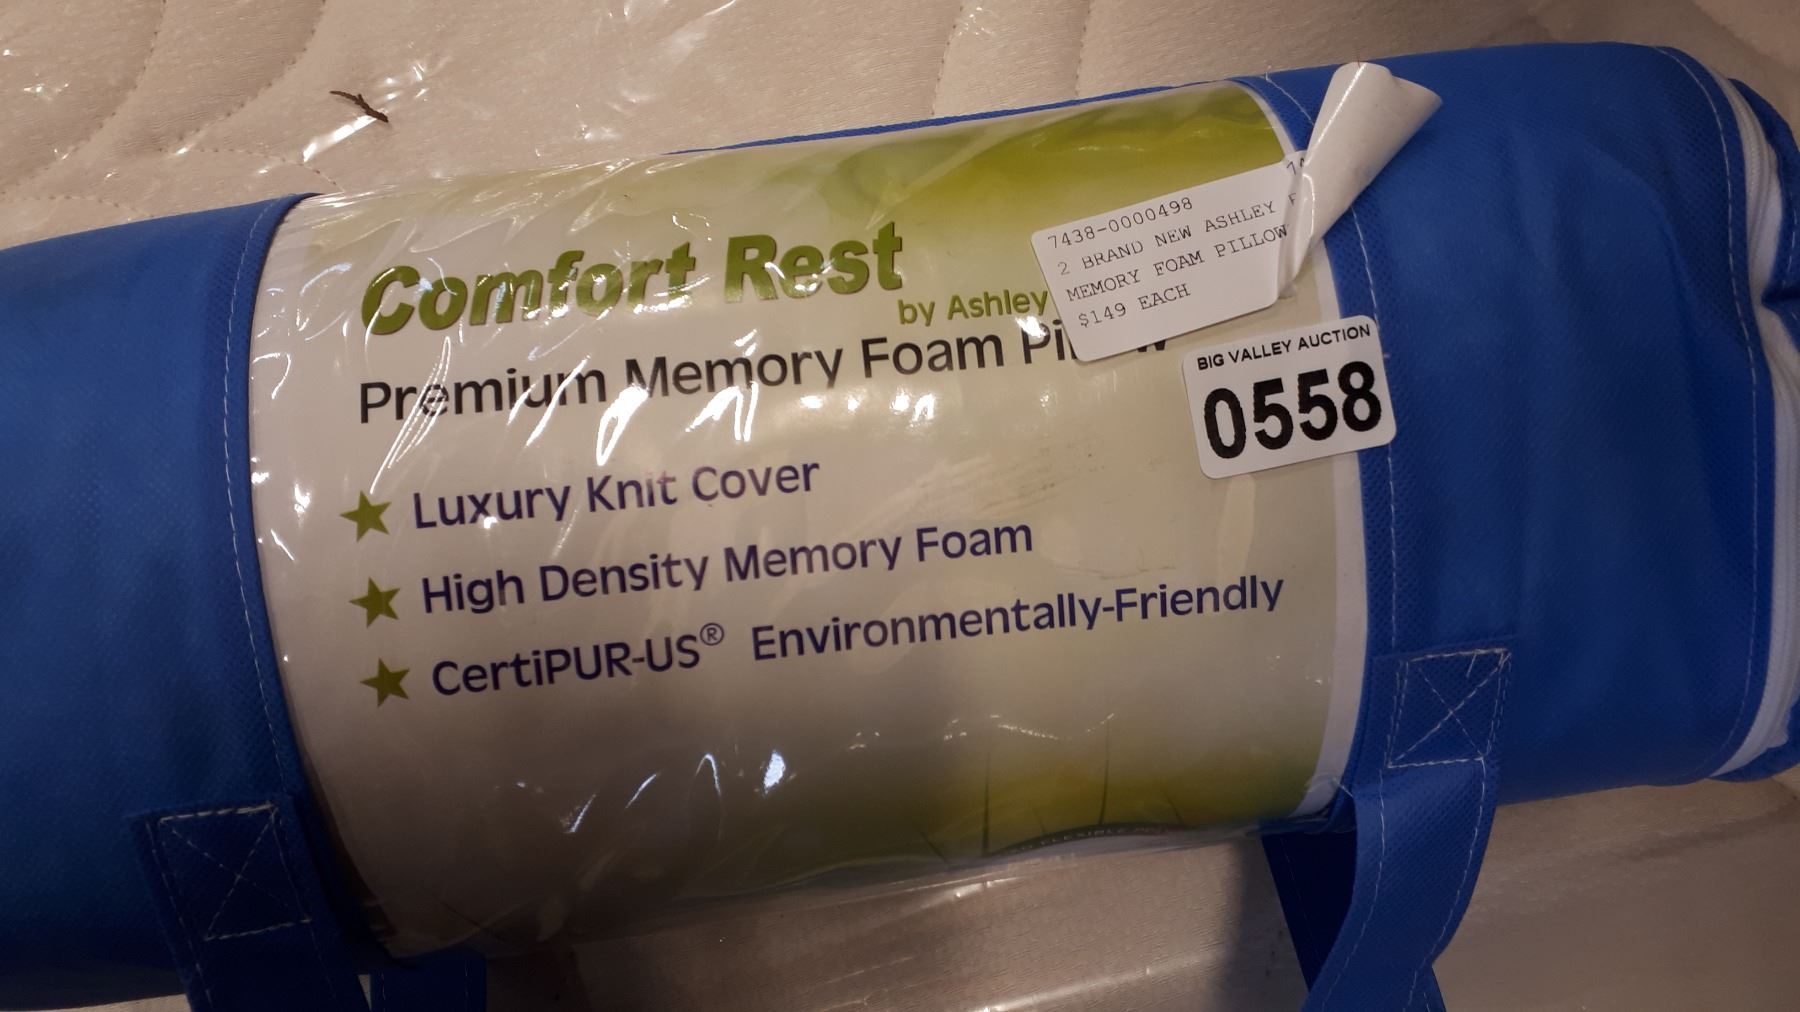 Comfort Rest
by Ashley
Premium Memory Foam
★ Luxury Knit Cover
★ High Density Memory Foam
★ CertiPUR-US® Environmentally-Friendly
7438-0000498
2 BRAND NEW ASHLEY
MEMORY FOAM PILLOW
$149 EACH
BIG VALLEY AUCTION
0558